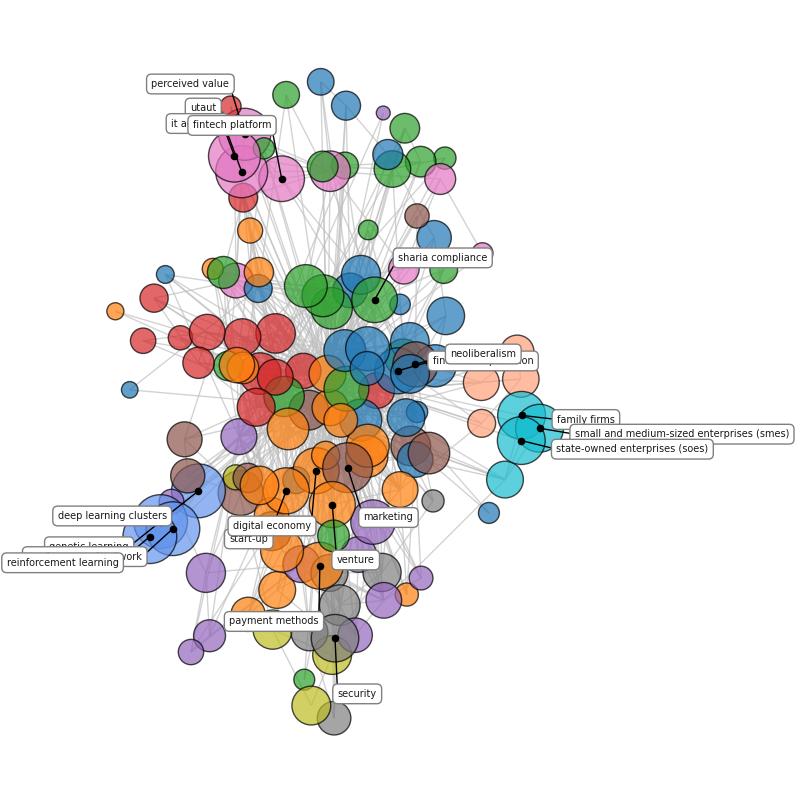 perceived value
utaut
it a
fintech platform
sharia compliance
neoliberalism
fin
on
family firms
small and medium-sized enterprises (smes)
state-owned enterprises (soes)
deep learning clusters
genetic learning
work
reinforcement learning
digital economy
start-up
marketing
venture
payment methods
security